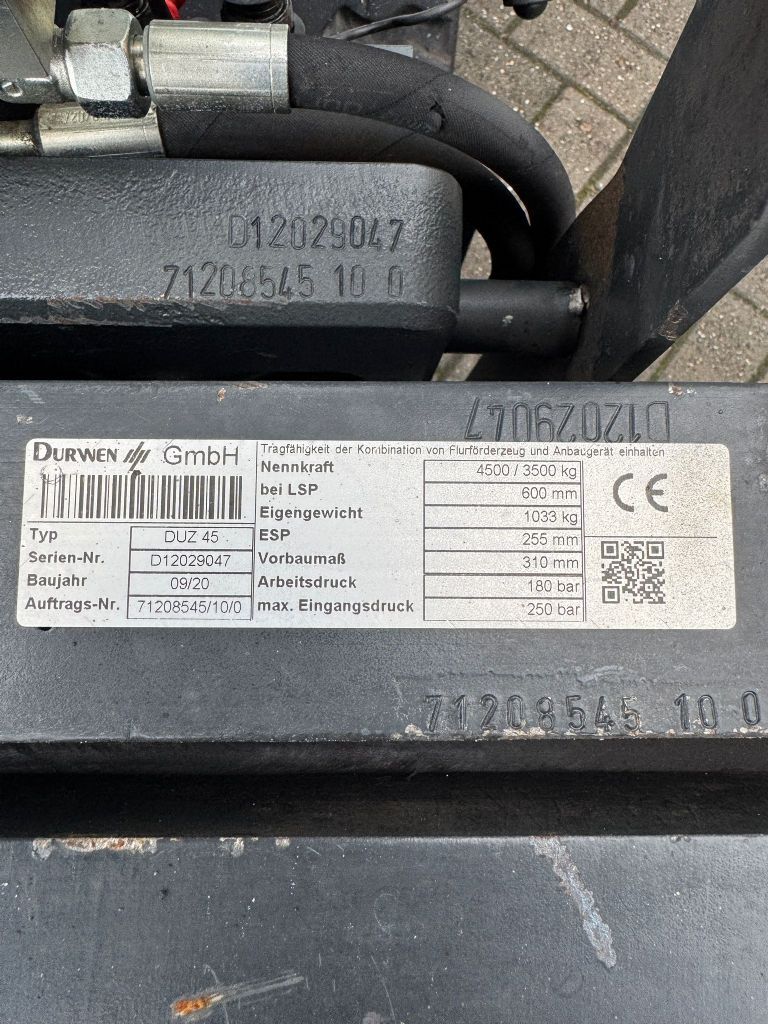 D12029047
71208545 10 0
D12029047
DURWEN GmbH
Typ DUZ 45
Serien-Nr. D12029047
Baujahr 09/20
Auftrags-Nr. 71208545/10/0
Tragfähigkeit der Kombination von Flurförderzeug und Anbaugerät einhalten
Nennkraft 4500 / 3500 kg
bei LSP 600 mm
Eigengewicht 1033 kg
ESP 255 mm
Vorbaumaß 310 mm
Arbeitsdruck 180 bar
max. Eingangsdruck 250 bar
CE
71208545 10 0